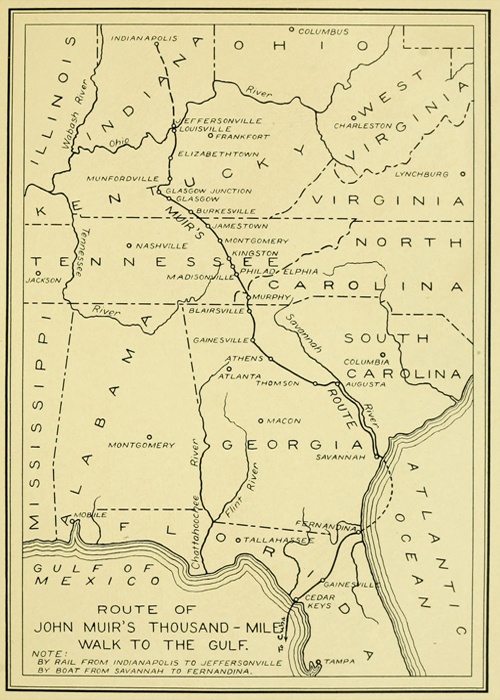 INDIANAPOLIS
COLUMBUS
ILLINOIS
INDIANA
OHIO
Wabash River
Ohio
River
WEST VIRGINIA
CHARLESTON
JEFFERSONVILLE
LOUISVILLE
FRANKFORT
ELIZABETHTOWN
MUNFORDVILLE
GLASGOW JUNCTION
GLASGOW
BURKESVILLE
KENTUCKY
LYNCHBURG
VIRGINIA
MUIR'S
JAMESTOWN
MONTGOMERY
KINGSTON
PHILADELPHIA
MADISONVILLE
NASHVILLE
JACKSON
TENNESSEE
Tennessee
River
NORTH
CAROLINA
MURPHY
BLAIRSVILLE
GAINESVILLE
ATHENS
ATLANTA
THOMSON
AUGUSTA
Savannah
River
SOUTH
CAROLINA
COLUMBIA
ROUTE
MISSISSIPPI
ALABAMA
MACON
MONTGOMERY
GEORGIA
SAVANNAH
Chattahoochee River
Flint River
MOBILE
FLORIDA
TALLAHASSEE
FERNANDINA
GAINESVILLE
CEDAR
KEYS
TO CUBA
TAMPA
ATLANTIC
OCEAN
GULF OF
MEXICO
ROUTE OF
JOHN MUIR'S THOUSAND-MILE
WALK TO THE GULF.
NOTE:
BY RAIL FROM INDIANAPOLIS TO JEFFERSONVILLE
BY BOAT FROM SAVANNAH TO FERNANDINA.